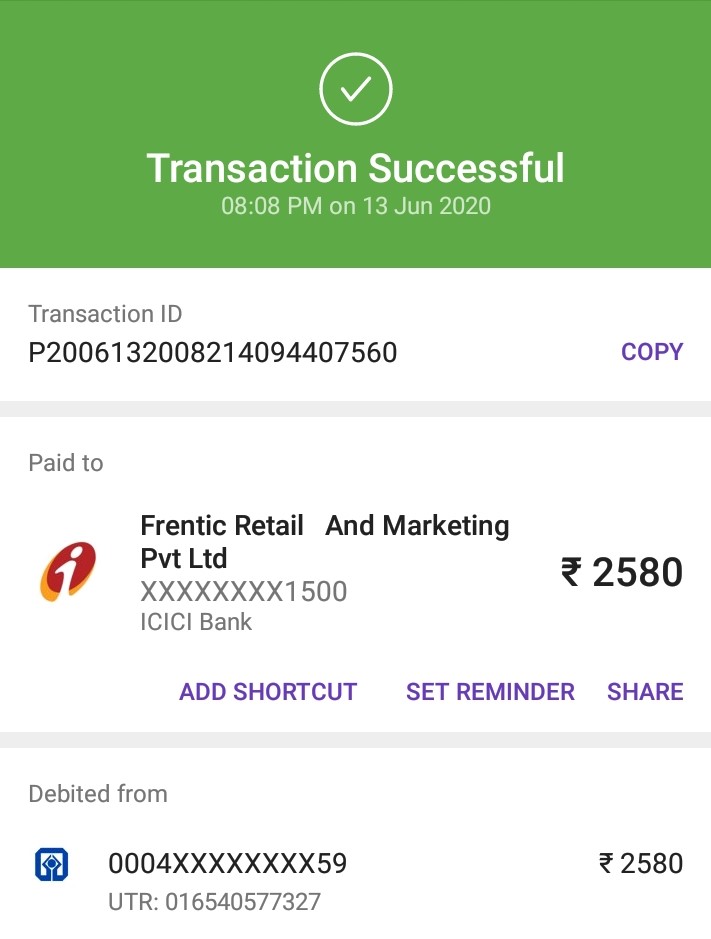 Transaction Successful
08:08 PM on 13 Jun 2020
Transaction ID
P2006132008214094407560
COPY
Paid to
Frentic Retail And Marketing
Pvt Ltd
₹ 2580
XXXXXXXX1500
ICICI Bank
ADD SHORTCUT SET REMINDER SHARE
Debited from
0004XXXXXXXX59 ₹ 2580
UTR: 016540577327